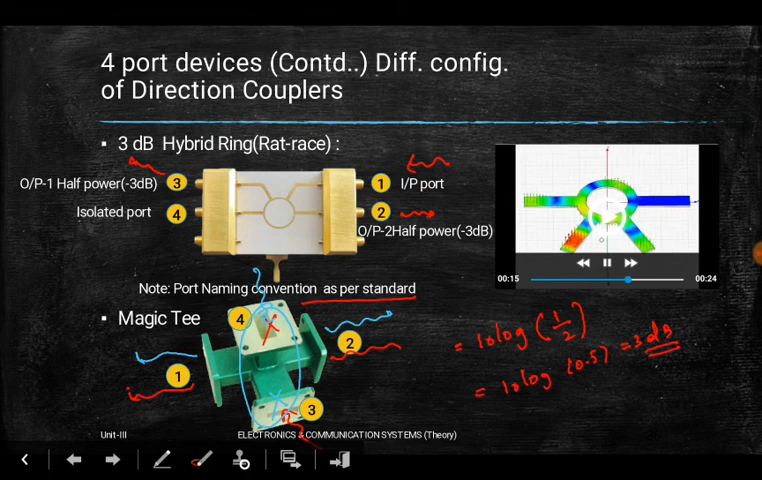 4 port devices (Contd..) Diff. config.
of Direction Couplers
▪ 3 dB Hybrid Ring(Rat-race) :
O/P-1 Half power(-3dB)
3
1
I/P port
Isolated port
4
2
O/P-2Half power(-3dB)
00:15
00:24
Note: Port Naming convention as per standard
▪ Magic Tee
4
2
1
3
= 10log (1/2)
= 10log (0.5) = 3dB
Unit-III
ELECTRONICS & COMMUNICATION SYSTEMS (Theory)